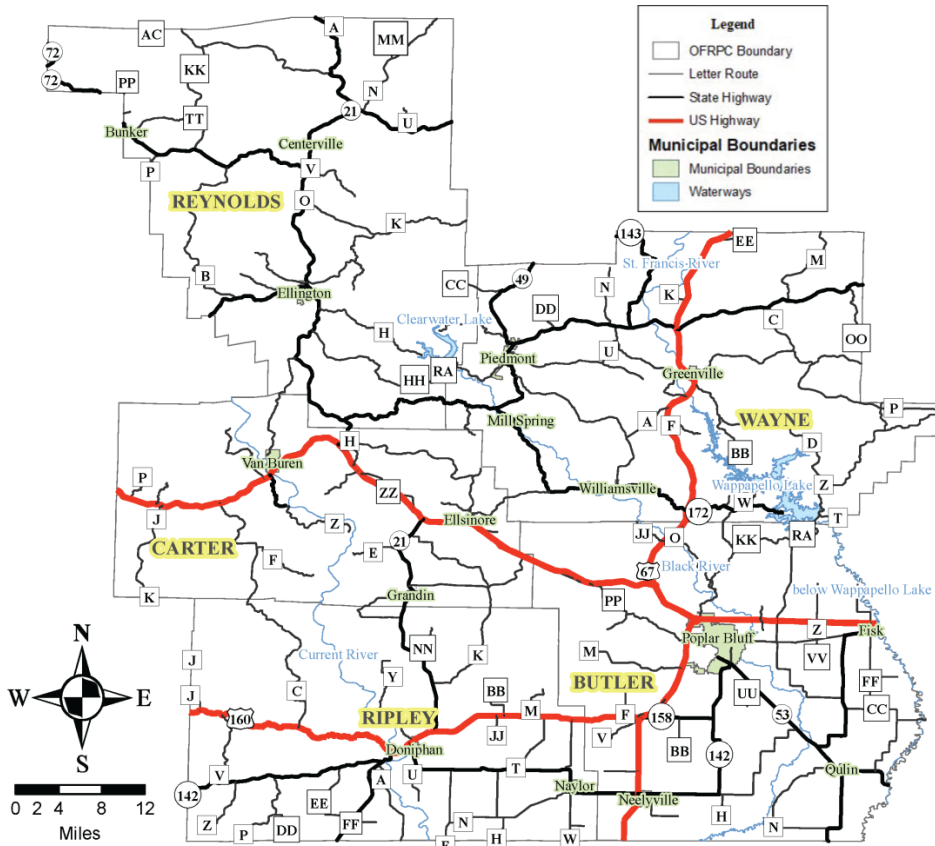 Legend
OFRPC Boundary
Letter Route
State Highway
US Highway
Municipal Boundaries
Municipal Boundaries
Waterways
A
AC
MM
72
KK
72
PP
N
21
TT
U
Bunker
Centerville
P
V
REYNOLDS
O
K
143
EE
St. Francis River
M
B
CC
49
N
K
Ellington
DD
Clearwater Lake
C
H
OO
Piedmont
U
RA
HH
Greenville
P
Mill Spring
A
F
WAYNE
H
D
BB
Van Buren
P
Z
ZZ
Williamsville
Wappapello Lake
W
J
172
Ellsinore
Z
T
CARTER
21
JJ
O
KK
RA
E
F
Black River
67
K
Grandin
PP
below Wappapello Lake
Z
Fisk
Poplar Bluff
N
W
E
S
Current River
NN
K
M
VV
J
Y
FF
J
C
BB
BUTLER
UU
160
RIPLEY
M
F
158
53
CC
JJ
V
BB
Doniphan
142
V
A
U
T
Qulin
142
Naylor
Neelyville
EE
Z
P
DD
FF
N
H
W
H
N
E
0 2 4 8 12
Miles